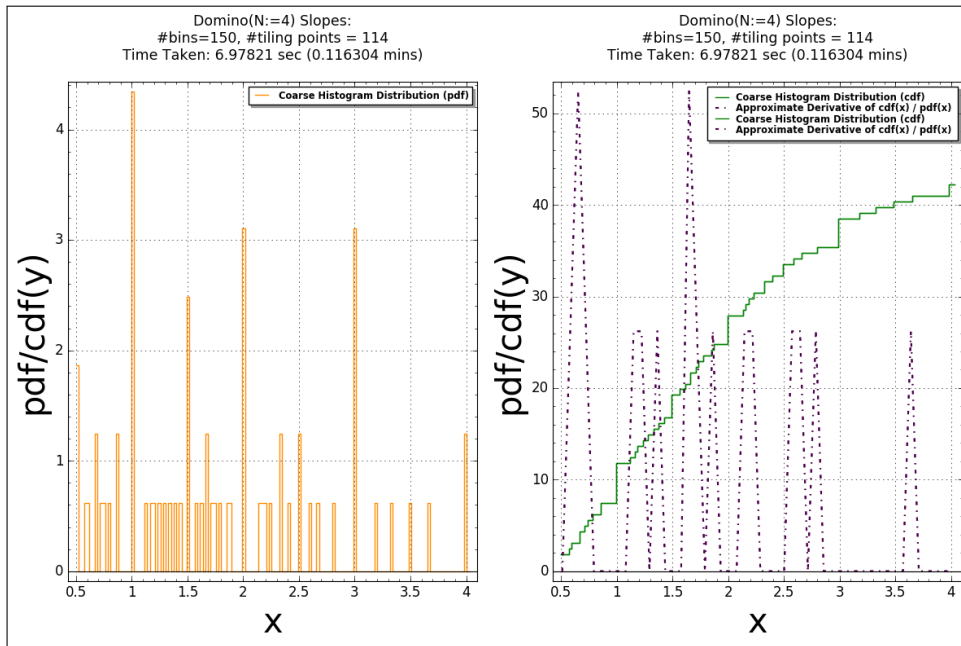 Domino(N:=4) Slopes:
#bins=150, #tiling points = 114
Time Taken: 6.97821 sec (0.116304 mins)
Coarse Histogram Distribution (pdf)
pdf/cdf(y)
4
3
2
1
0
0.5 1 1.5 2 2.5 3 3.5 4
x
Domino(N:=4) Slopes:
#bins=150, #tiling points = 114
Time Taken: 6.97821 sec (0.116304 mins)
Coarse Histogram Distribution (cdf)
Approximate Derivative of cdf(x) / pdf(x)
Coarse Histogram Distribution (cdf)
Approximate Derivative of cdf(x) / pdf(x)
pdf/cdf(y)
50
40
30
20
10
0
0.5 1 1.5 2 2.5 3 3.5 4
x